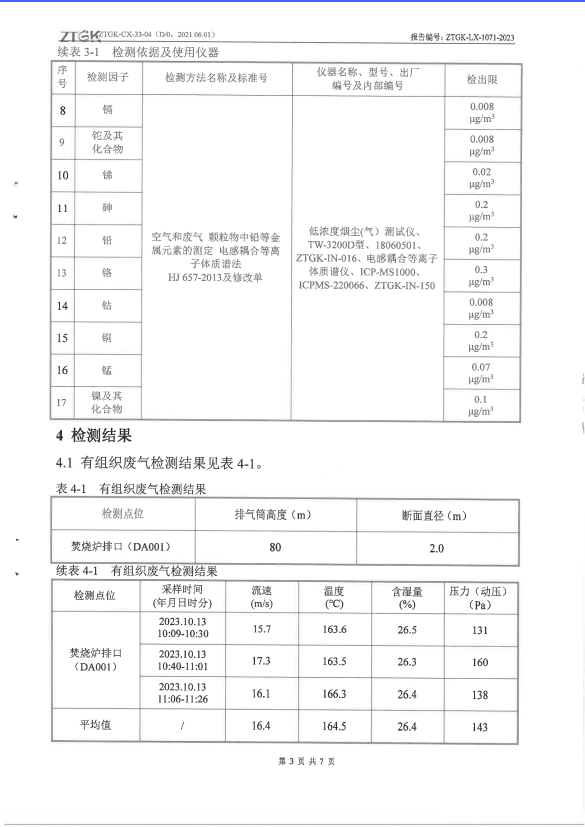 ZTGK ZTGK-CX-33-04（D/0，2021.06.01） 报告编号: ZTGK-LX-1071-2023
续表 3-1 检测依据及使用仪器
序号 检测因子 检测方法名称及标准号 仪器名称、型号、出厂编号及内部编号 检出限
8 镉 0.008 μg/m³
9 铊及其化合物 0.008 μg/m³
10 锑 0.02 μg/m³
11 砷 0.2 μg/m³
12 铅 0.2 μg/m³
13 铬 0.3 μg/m³
14 钴 0.008 μg/m³
15 铜 0.2 μg/m³
16 锰 0.07 μg/m³
17 镍及其化合物 0.1 μg/m³
空气和废气 颗粒物中铅等金
属元素的测定 电感耦合等离
子体质谱法
HJ 657-2013及修改单
低浓度烟尘(气）测试仪、
TW-3200D型、18060501、
ZTGK-IN-016、电感耦合等离子
体质谱仪、ICP-MS1000、
ICPMS-220066、ZTGK-IN-150
4 检测结果
4.1 有组织废气检测结果见表 4-1。
表 4-1 有组织废气检测结果
检测点位 排气筒高度（m） 断面直径（m）
焚烧炉排口（DA001） 80 2.0
续表 4-1 有组织废气检测结果
检测点位 采样时间(年月日时分) 流速(m/s) 温度(℃) 含湿量(%) 压力（动压）（Pa）
焚烧炉排口（DA001）
2023.10.13 10:09-10:30 15.7 163.6 26.5 131
2023.10.13 10:40-11:01 17.3 163.5 26.3 160
2023.10.13 11:06-11:26 16.1 166.3 26.4 138
平均值 / 16.4 164.5 26.4 143
第 3 页 共 7 页